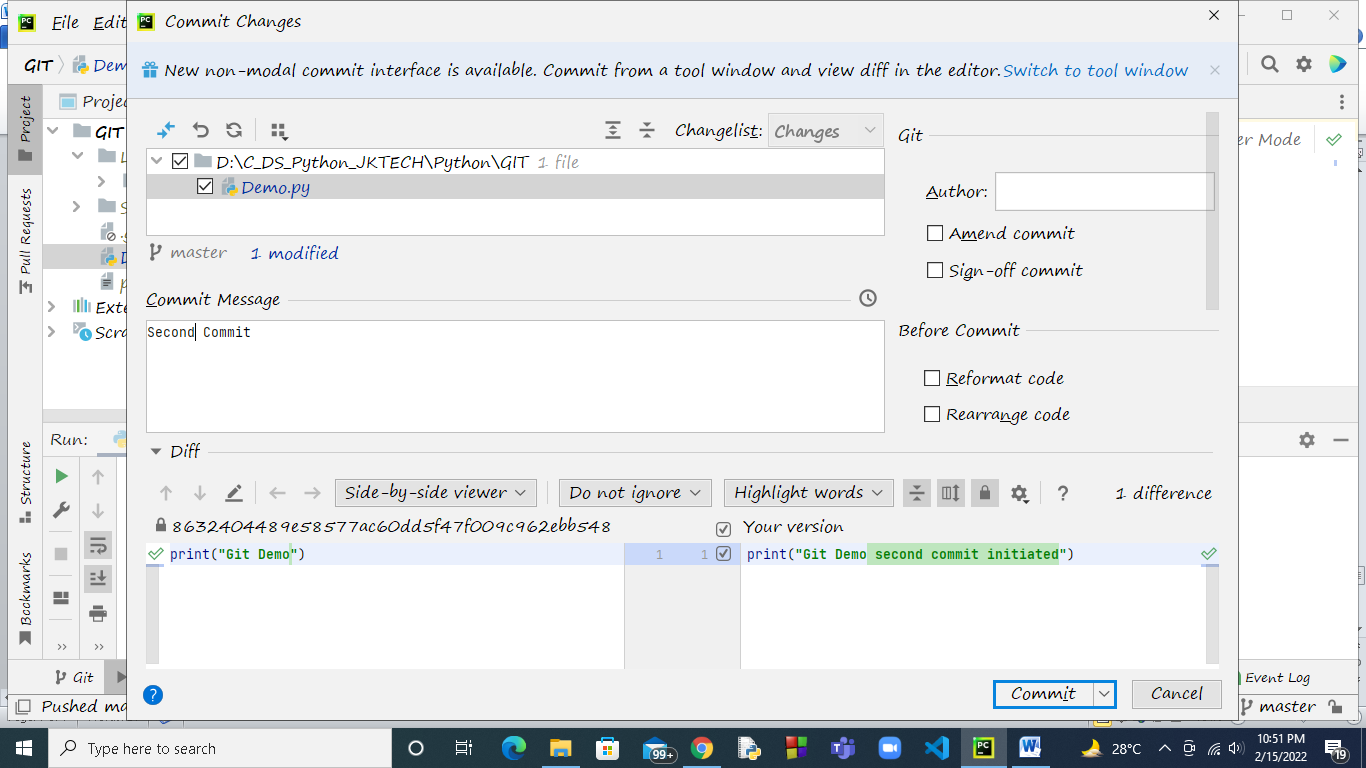 File Edit
Commit Changes
GIT
New non-modal commit interface is available. Commit from a tool window and view diff in the editor. Switch to tool window
Project
Changelist:
Changes
Git
GIT
D:\C_DS_Python_JKTECH\Python\GIT 1 file
Demo.py
Author:
Pull Requests
master 1 modified
Amend commit
Sign-off commit
Commit Message
Second Commit
Before Commit
Reformat code
Rearrange code
Run:
Diff
Structure
Side-by-side viewer
Do not ignore
Highlight words
? 1 difference
8632404489e58577ac60dd5f47f009c962ebb548
Your version
print("Git Demo")
1 1
print("Git Demo second commit initiated")
Bookmarks
Git
?
Commit
Cancel
Event Log
Pushed
master
Type here to search
99+
28°C
10:51 PM
2/15/2022
19